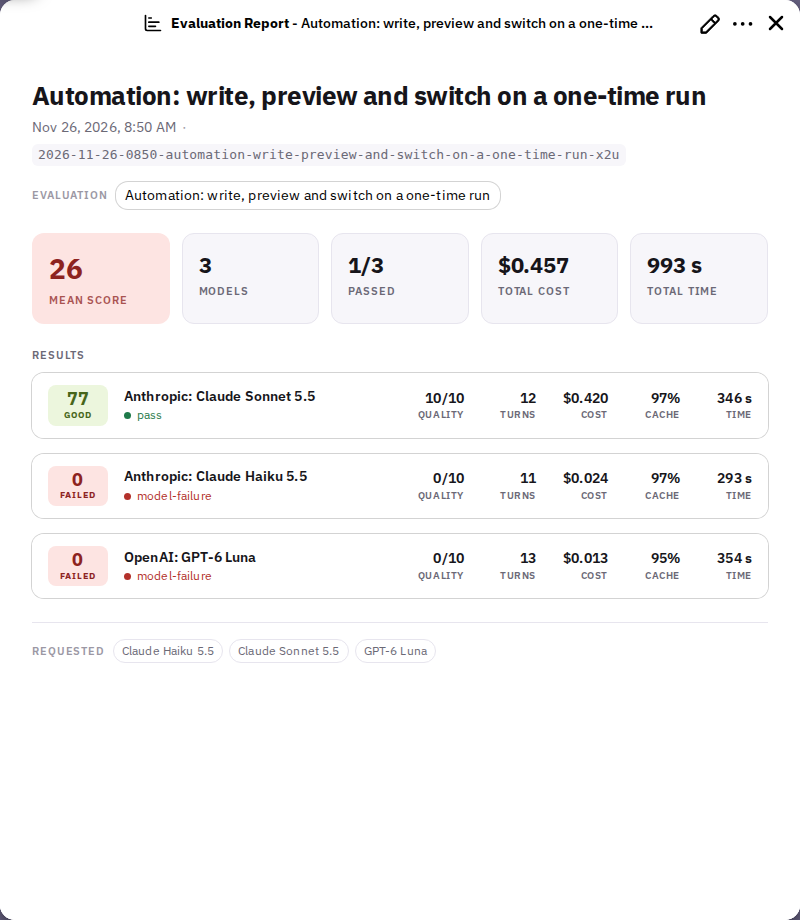 Evaluation Report - Automation: write, preview and switch on a one-time ...
Automation: write, preview and switch on a one-time run
Nov 26, 2026, 8:50 AM ·
2026-11-26-0850-automation-write-preview-and-switch-on-a-one-time-run-x2u
EVALUATION Automation: write, preview and switch on a one-time run
26 3 1/3 $0.457 993 s
MEAN SCORE MODELS PASSED TOTAL COST TOTAL TIME
RESULTS
77 Anthropic: Claude Sonnet 5.5 10/10 12 $0.420 97% 346 s
GOOD pass QUALITY TURNS COST CACHE TIME
0 Anthropic: Claude Haiku 5.5 0/10 11 $0.024 97% 293 s
FAILED model-failure QUALITY TURNS COST CACHE TIME
0 OpenAI: GPT-6 Luna 0/10 13 $0.013 95% 354 s
FAILED model-failure QUALITY TURNS COST CACHE TIME
REQUESTED Claude Haiku 5.5 Claude Sonnet 5.5 GPT-6 Luna